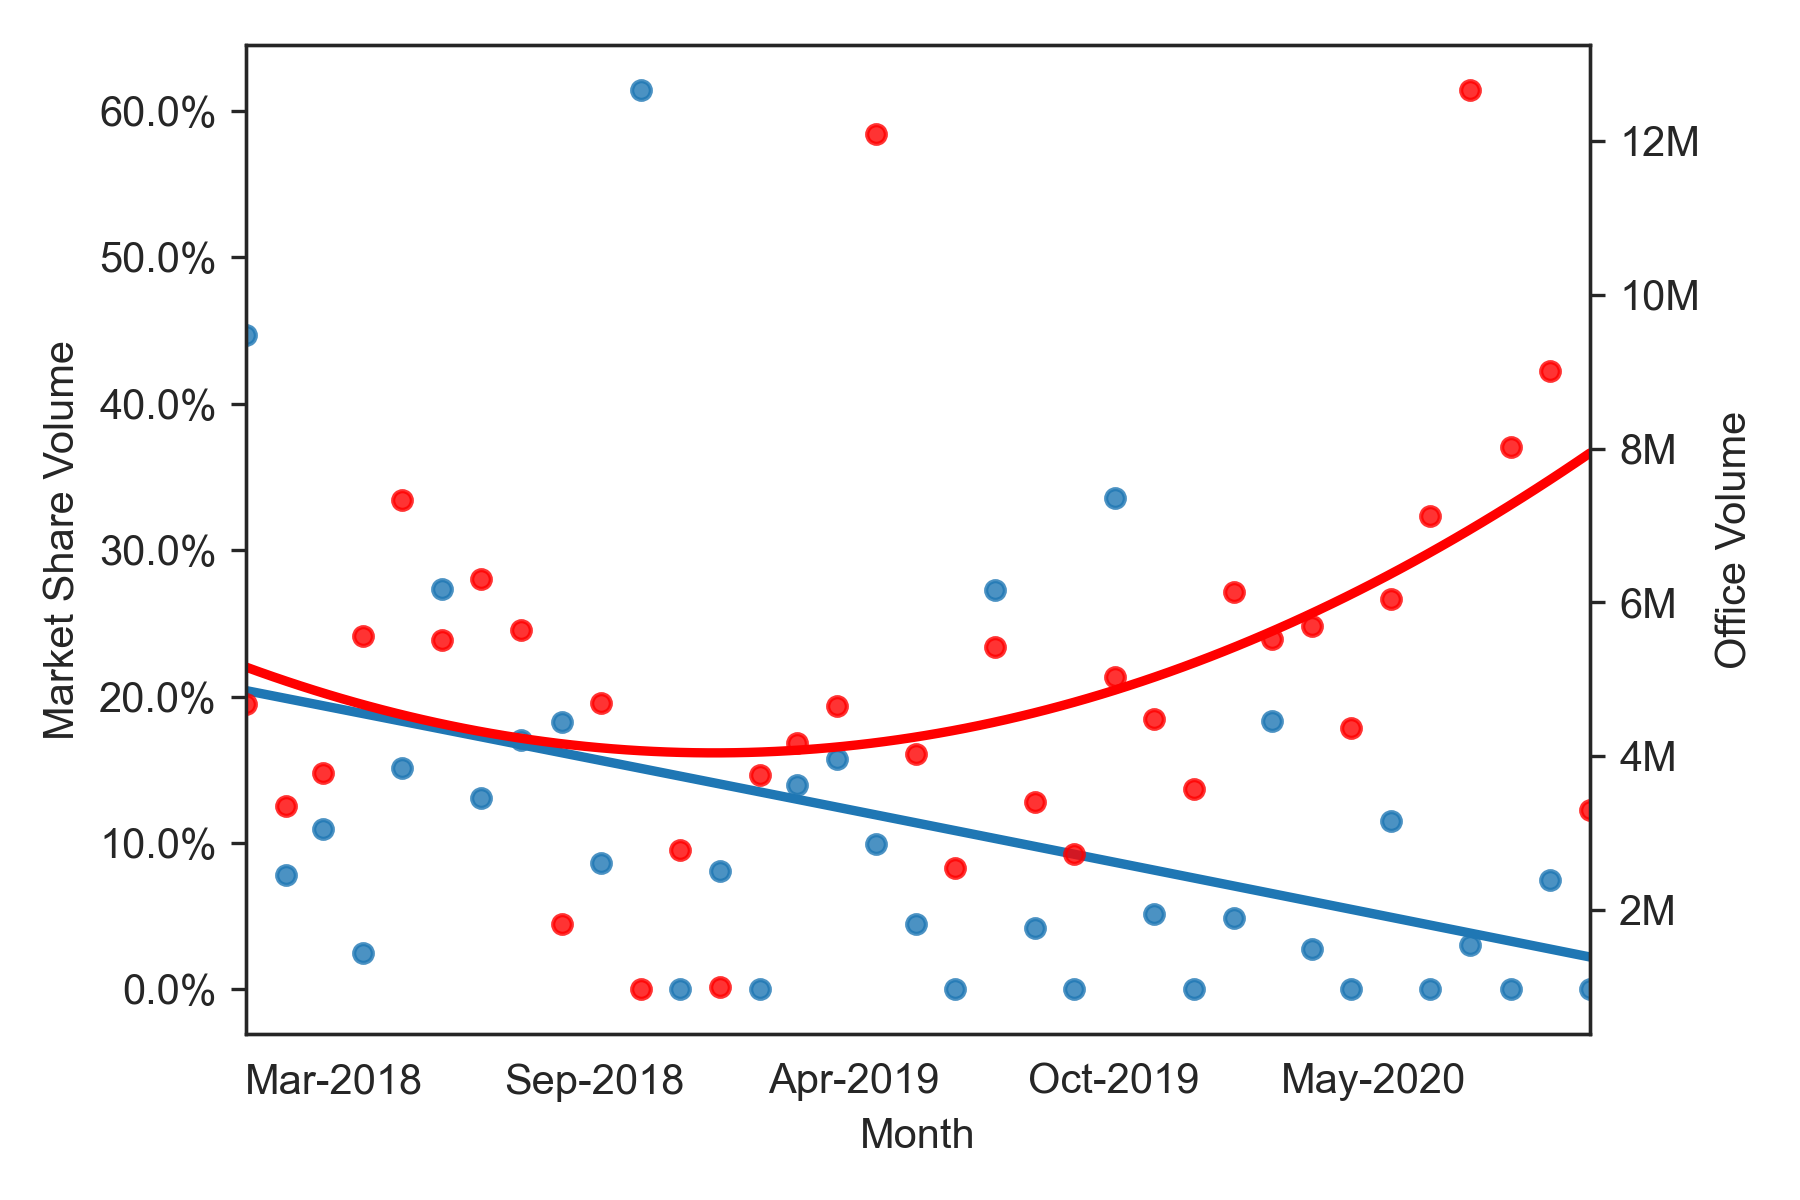 Market Share Volume
60.0%
50.0%
40.0%
30.0%
20.0%
10.0%
0.0%
12M
10M
8M
6M
4M
2M
Office Volume
Mar-2018 Sep-2018 Apr-2019 Oct-2019 May-2020
Month